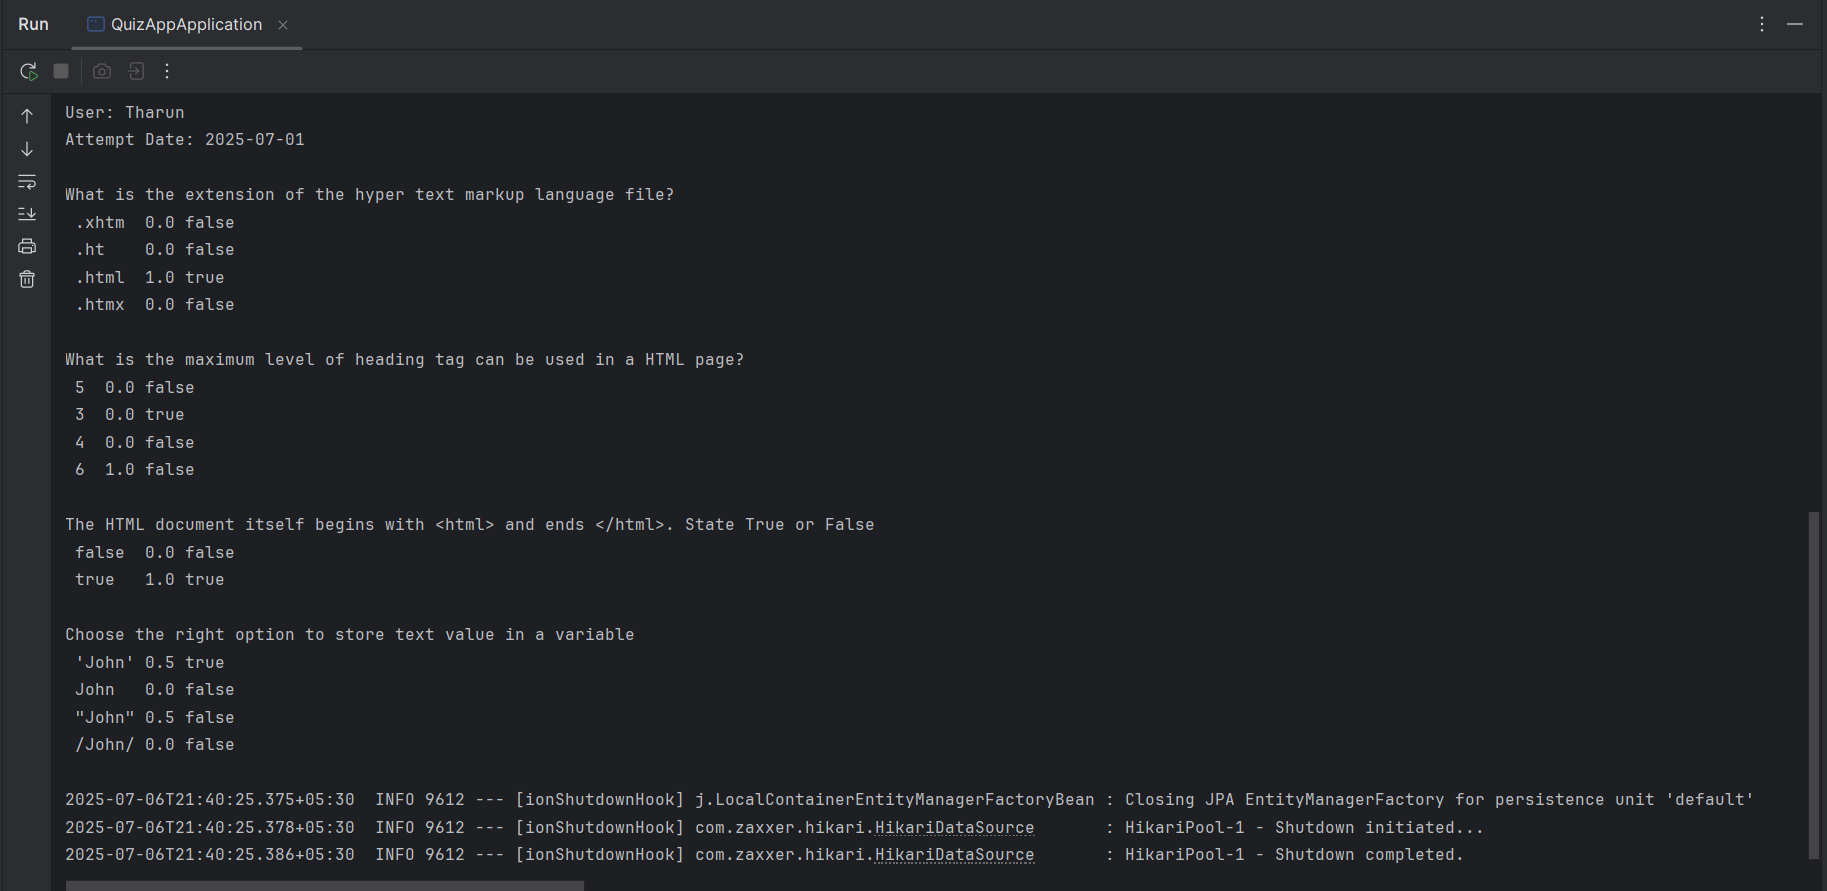 Run QuizAppApplication
User: Tharun
Attempt Date: 2025-07-01
What is the extension of the hyper text markup language file?
.xhtm 0.0 false
.ht 0.0 false
.html 1.0 true
.htmx 0.0 false
What is the maximum level of heading tag can be used in a HTML page?
5 0.0 false
3 0.0 true
4 0.0 false
6 1.0 false
The HTML document itself begins with <html> and ends </html>. State True or False
false 0.0 false
true 1.0 true
Choose the right option to store text value in a variable
'John' 0.5 true
John 0.0 false
"John" 0.5 false
/John/ 0.0 false
2025-07-06T21:40:25.375+05:30 INFO 9612 --- [ionShutdownHook] j.LocalContainerEntityManagerFactoryBean : Closing JPA EntityManagerFactory for persistence unit 'default'
2025-07-06T21:40:25.378+05:30 INFO 9612 --- [ionShutdownHook] com.zaxxer.hikari.HikariDataSource : HikariPool-1 - Shutdown initiated...
2025-07-06T21:40:25.386+05:30 INFO 9612 --- [ionShutdownHook] com.zaxxer.hikari.HikariDataSource : HikariPool-1 - Shutdown completed.